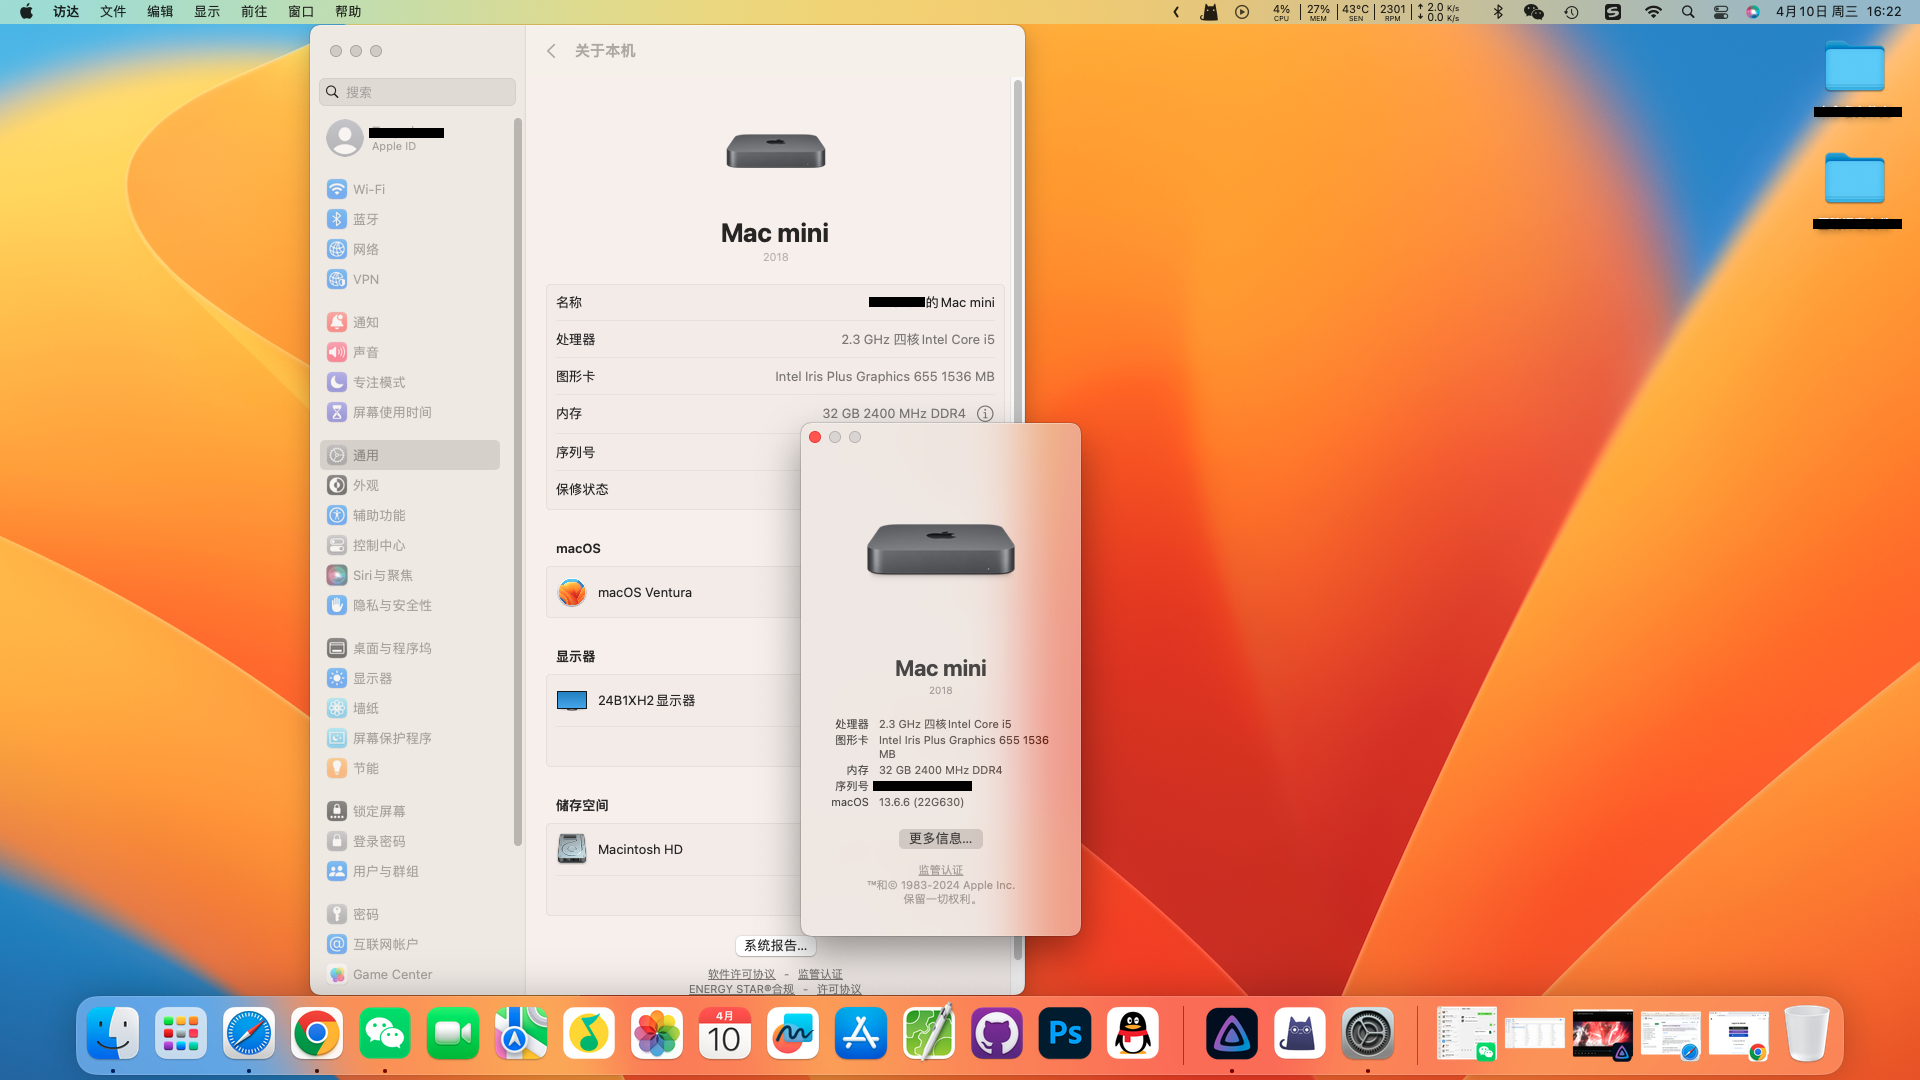 访达 文件 编辑 显示 前往 窗口 帮助
4% CPU 27% MEM 43°C SEN 2301 RPM 2.0 K/s 0.0 K/s
4月10日 周三 16:22
搜索
Apple ID
Wi-Fi
蓝牙
网络
VPN
通知
声音
专注模式
屏幕使用时间
通用
外观
辅助功能
控制中心
Siri与聚焦
隐私与安全性
桌面与程序坞
显示器
墙纸
屏幕保护程序
节能
锁定屏幕
登录密码
用户与群组
密码
互联网帐户
Game Center
关于本机
Mac mini
2018
名称 的 Mac mini
处理器 2.3 GHz 四核Intel Core i5
图形卡 Intel Iris Plus Graphics 655 1536 MB
内存 32 GB 2400 MHz DDR4
序列号
保修状态
macOS
macOS Ventura
显示器
24B1XH2 显示器
储存空间
Macintosh HD
系统报告...
软件许可协议 - 监管认证
ENERGY STAR®合规 - 许可协议
Mac mini
2018
处理器 2.3 GHz 四核Intel Core i5
图形卡 Intel Iris Plus Graphics 655 1536
MB
内存 32 GB 2400 MHz DDR4
序列号
macOS 13.6.6 (22G630)
更多信息...
监管认证
™和© 1983-2024 Apple Inc.
保留一切权利。
4月
10
Ps